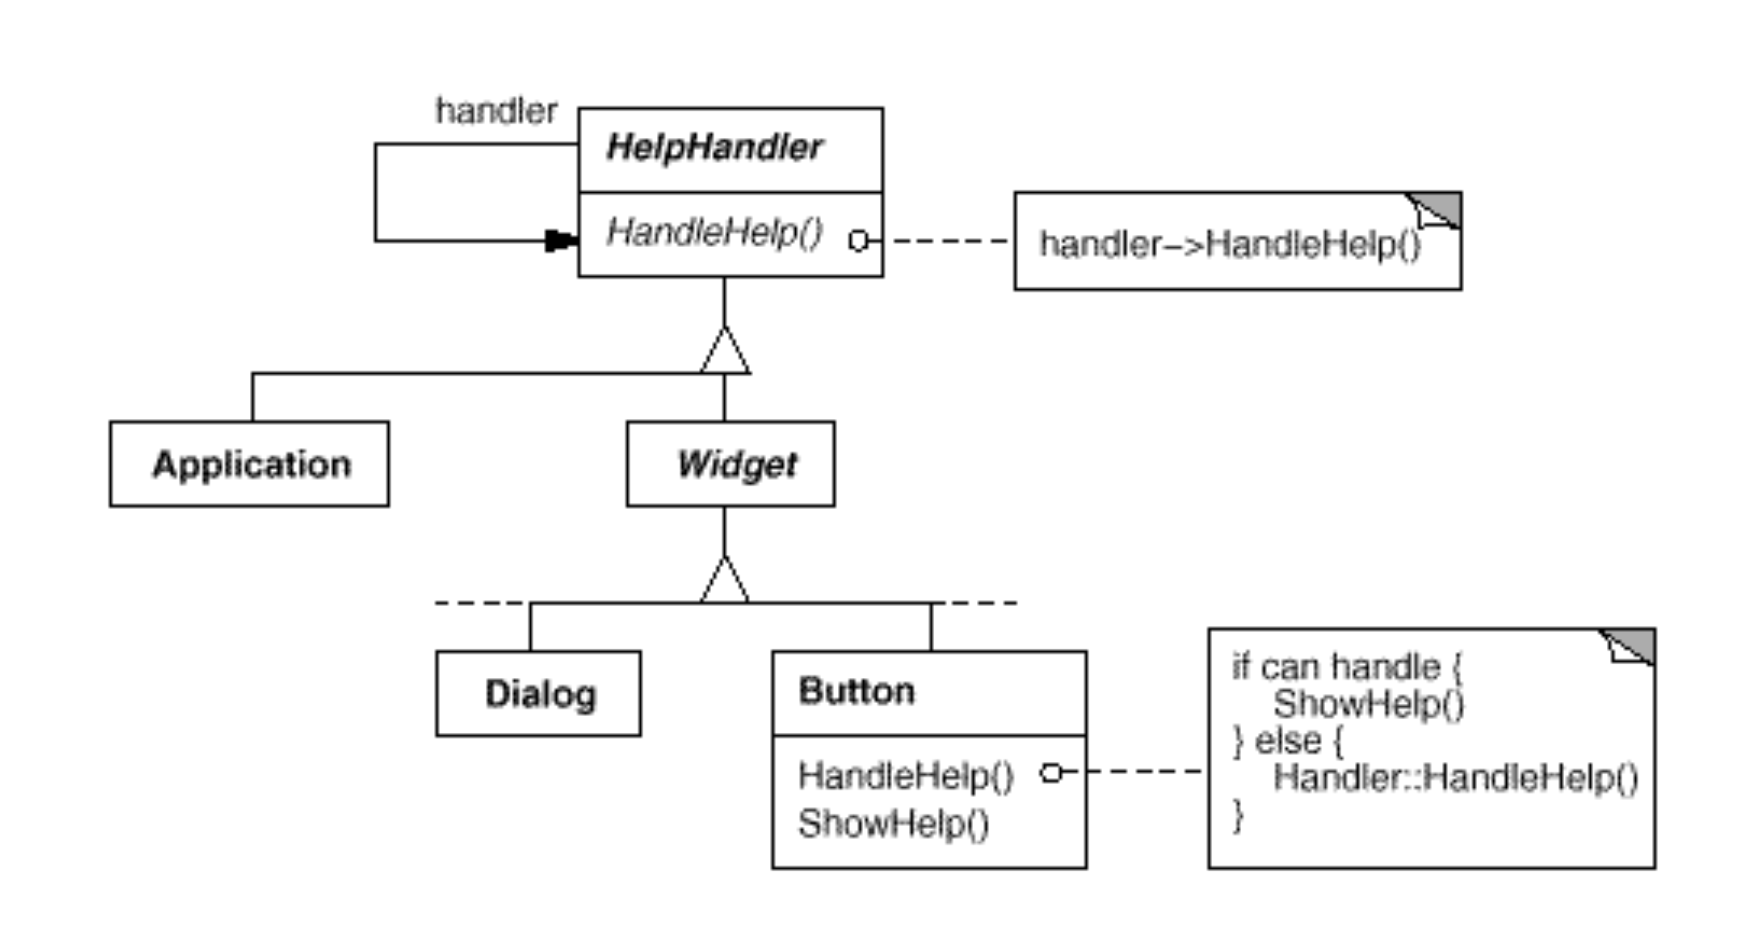 handler
HelpHandler
HandleHelp()
handler–>HandleHelp()
Application
Widget
Dialog
Button
HandleHelp()
ShowHelp()
if can handle {
ShowHelp()
} else {
Handler::HandleHelp()
}